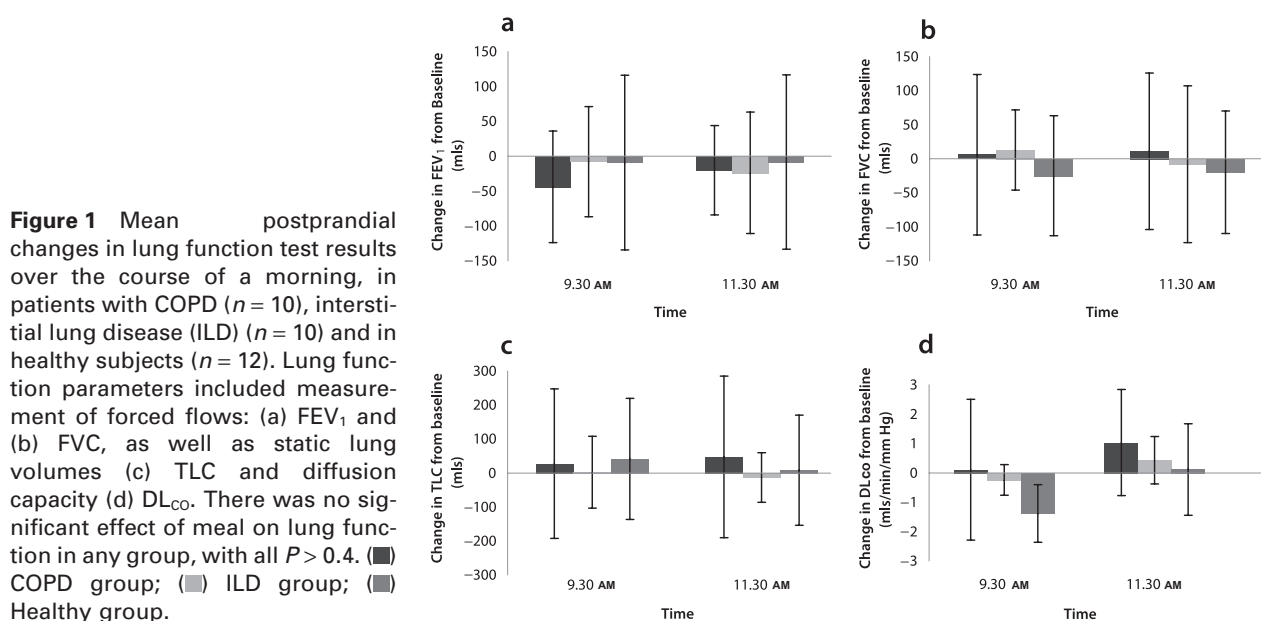 Figure 1 Mean postprandial
changes in lung function test results
over the course of a morning, in
patients with COPD (n = 10), intersti-
tial lung disease (ILD) (n = 10) and in
healthy subjects (n = 12). Lung func-
tion parameters included measure-
ment of forced flows: (a) FEV₁ and
(b) FVC, as well as static lung
volumes (c) TLC and diffusion
capacity (d) DLCO. There was no sig-
nificant effect of meal on lung func-
tion in any group, with all P > 0.4. (■)
COPD group; (■) ILD group; (■)
Healthy group.
a
Change in FEV₁ from Baseline
(mls)
150
100
50
0
−50
−100
−150
9.30 AM 11.30 AM
Time
b
Change in FVC from baseline
(mls)
150
100
50
0
−50
−100
−150
9.30 AM 11.30 AM
Time
c
Change in TLC from baseline
(mls)
300
200
100
0
−100
−200
−300
9.30 AM 11.30 AM
Time
d
Change in DLco from baseline
(mls/min/mm Hg)
3
2
1
0
−1
−2
−3
9.30 AM 11.30 AM
Time